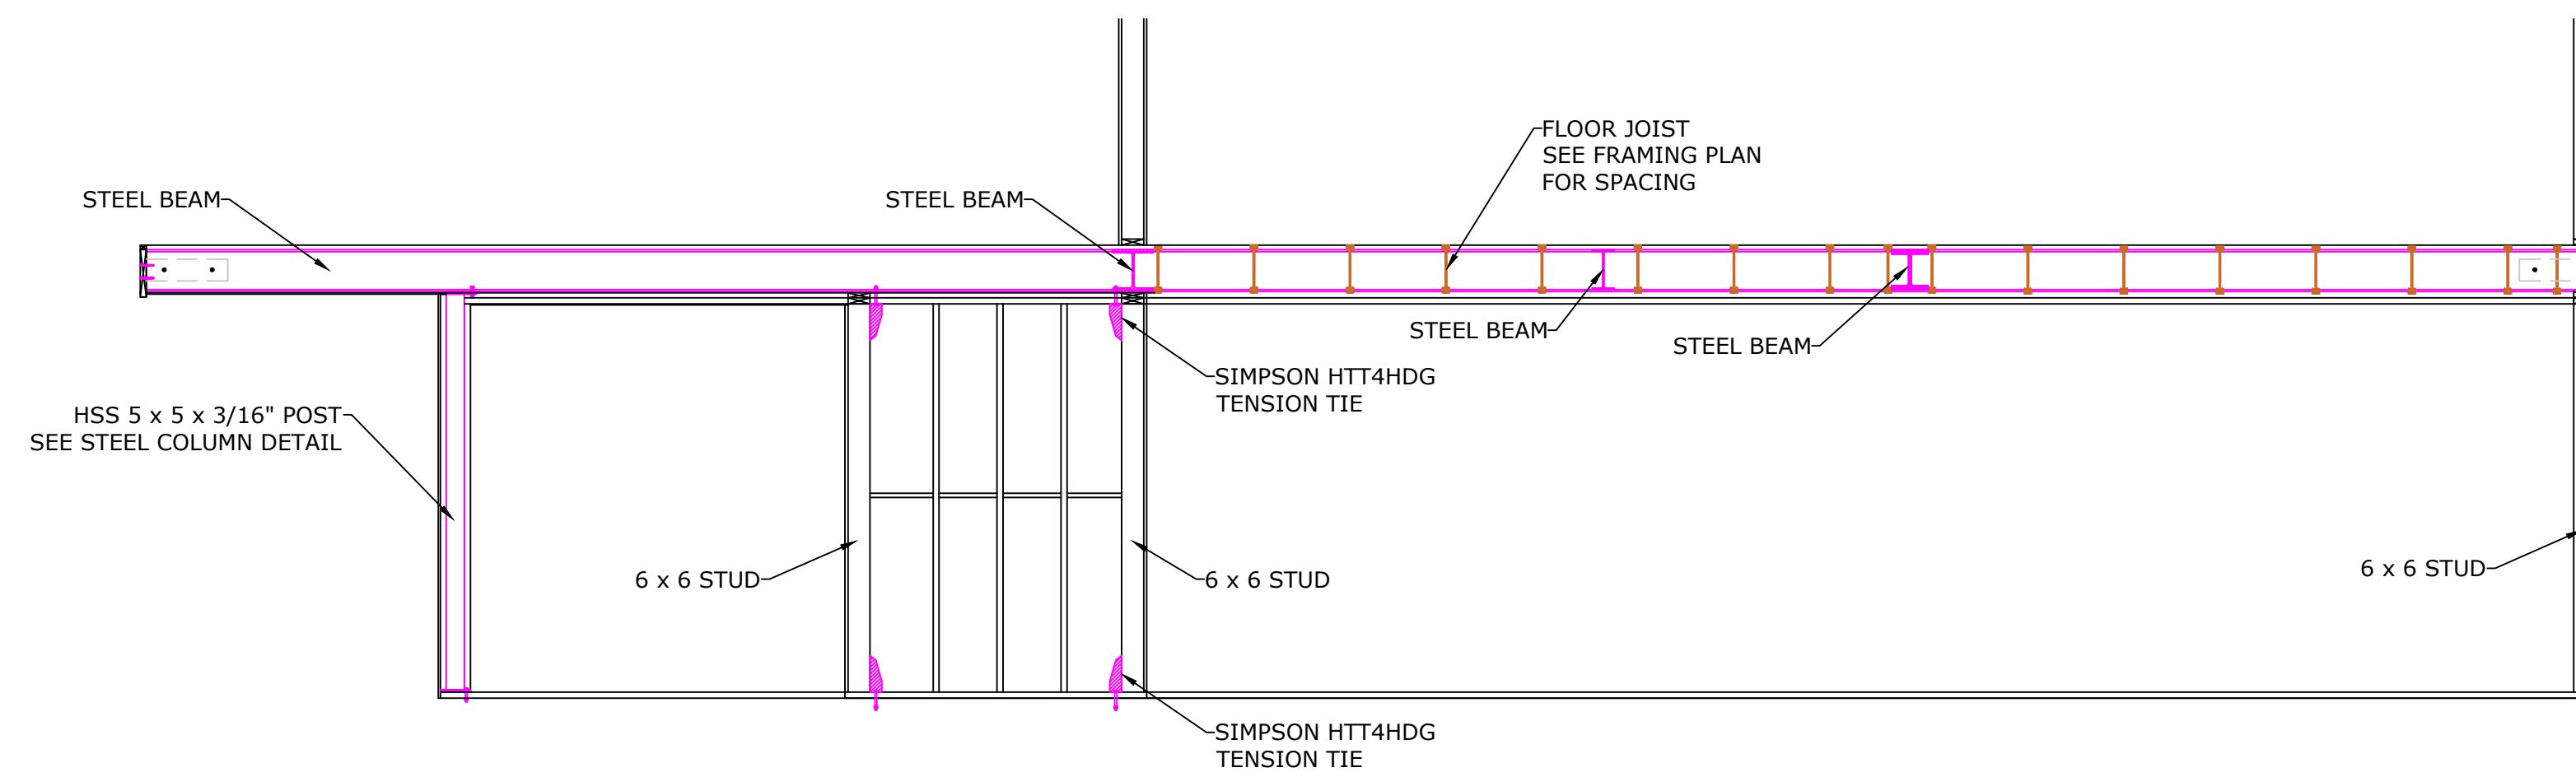 FLOOR JOIST
SEE FRAMING PLAN
FOR SPACING
STEEL BEAM
STEEL BEAM
STEEL BEAM
STEEL BEAM
SIMPSON HTT4HDG
TENSION TIE
HSS 5 x 5 x 3/16" POST
SEE STEEL COLUMN DETAIL
6 x 6 STUD
6 x 6 STUD
6 x 6 STUD
SIMPSON HTT4HDG
TENSION TIE